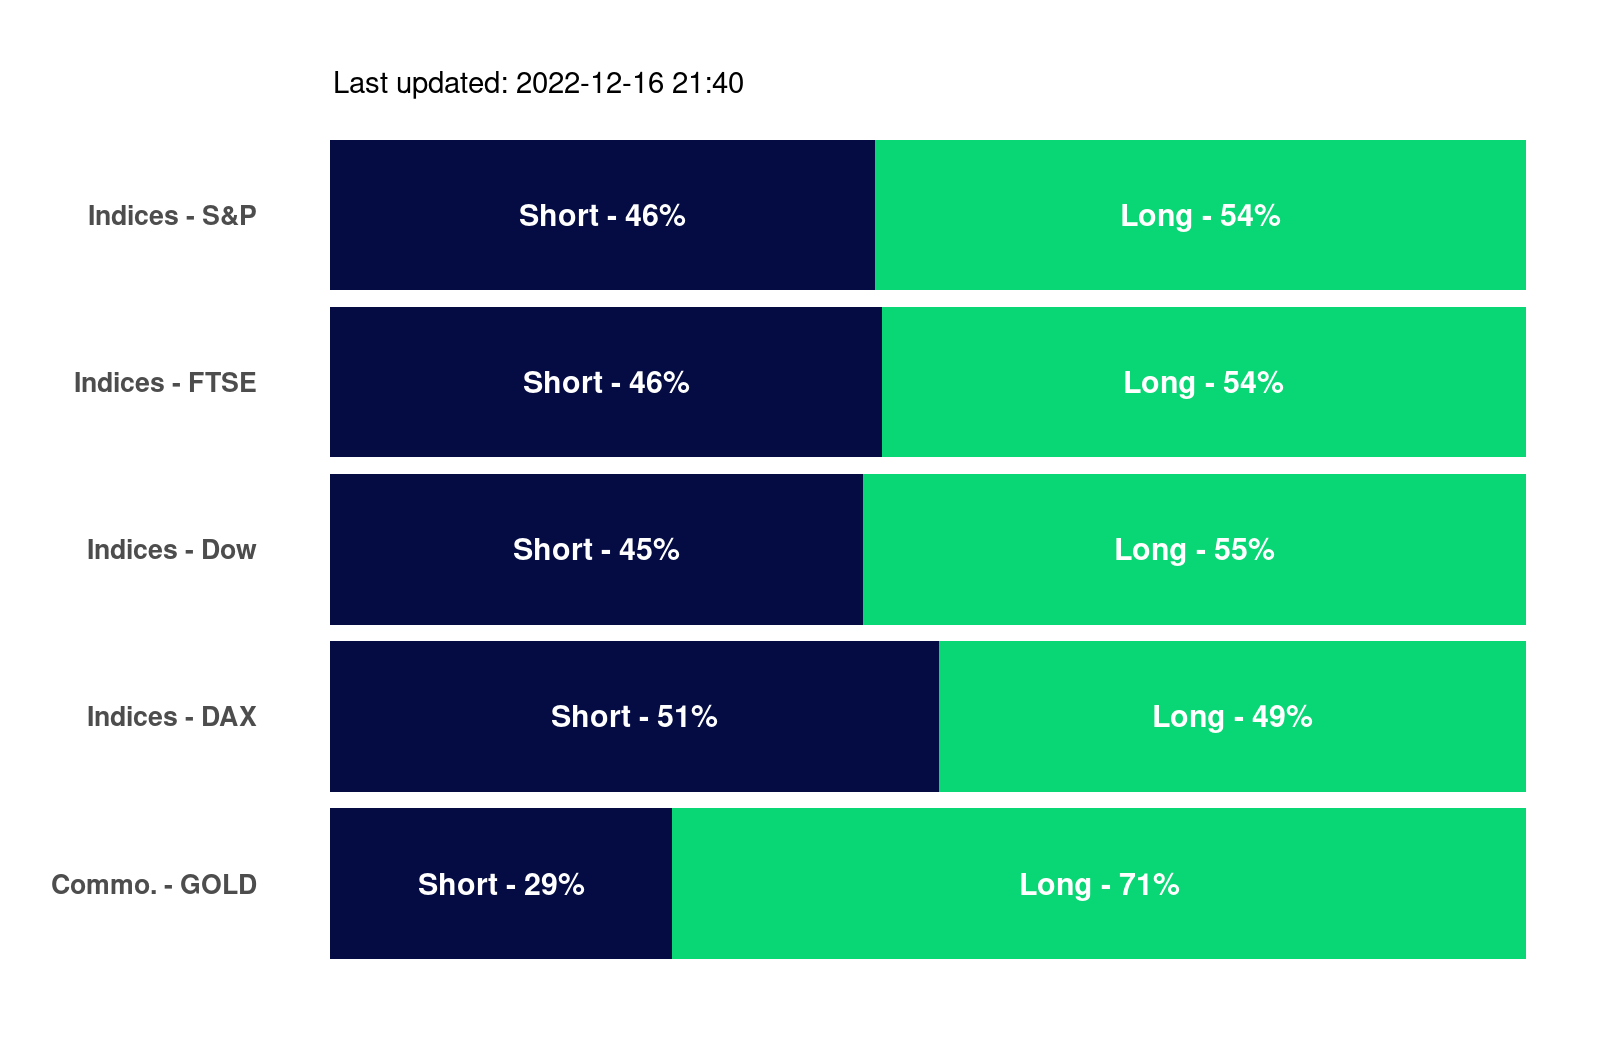 Last updated: 2022-12-16 21:40
Indices - S&P Short - 46% Long - 54%
Indices - FTSE Short - 46% Long - 54%
Indices - Dow Short - 45% Long - 55%
Indices - DAX Short - 51% Long - 49%
Commo. - GOLD Short - 29% Long - 71%